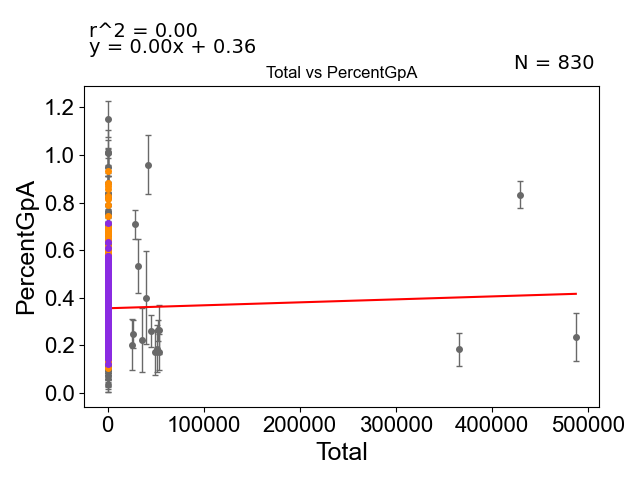 r^2 = 0.00
y = 0.00x + 0.36
N = 830
Total vs PercentGpA
1.2
1.0
0.8
0.6
0.4
0.2
0.0
PercentGpA
0 100000 200000 300000 400000 500000
Total